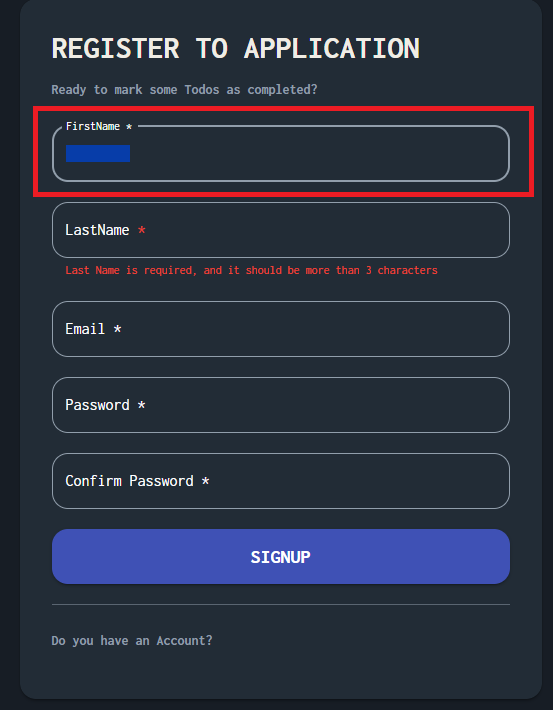 REGISTER TO APPLICATION
Ready to mark some Todos as completed?
FirstName *
LastName *
Last Name is required, and it should be more than 3 characters
Email *
Password *
Confirm Password *
SIGNUP
Do you have an Account?